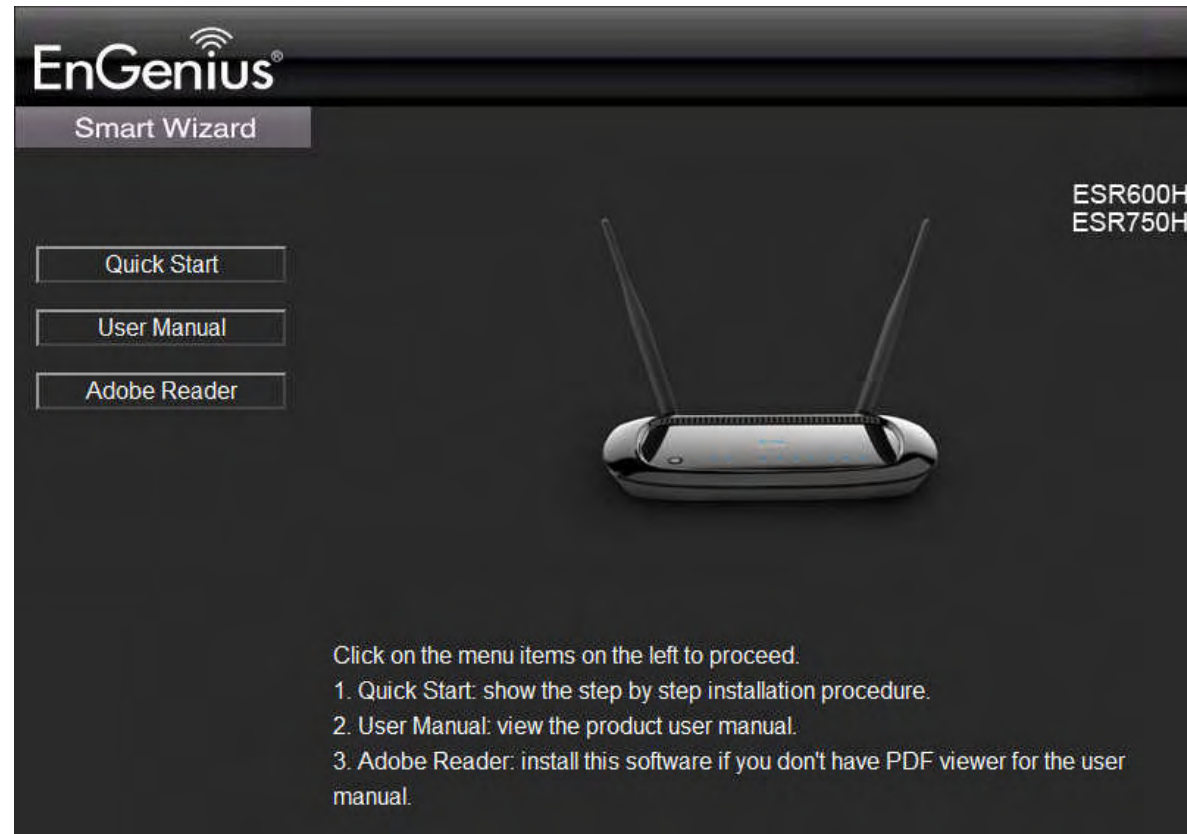 EnGenius®
Smart Wizard
ESR600H
ESR750H
Quick Start
User Manual
Adobe Reader
Click on the menu items on the left to proceed.
1. Quick Start: show the step by step installation procedure.
2. User Manual: view the product user manual.
3. Adobe Reader: install this software if you don't have PDF viewer for the user
manual.